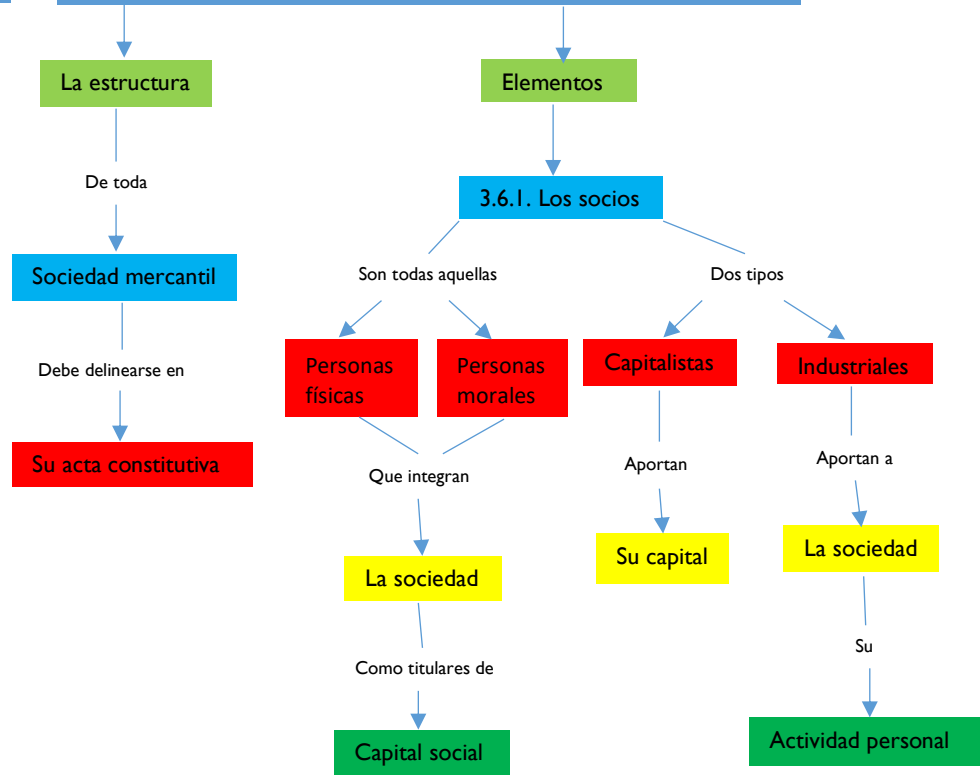 La estructura
Elementos
De toda
3.6.1. Los socios
Sociedad mercantil
Son todas aquellas
Dos tipos
Debe delinearse en
Personas
físicas
Personas
morales
Capitalistas
Industriales
Su acta constitutiva
Que integran
Aportan
Aportan a
La sociedad
Su capital
La sociedad
Como titulares de
Su
Capital social
Actividad personal